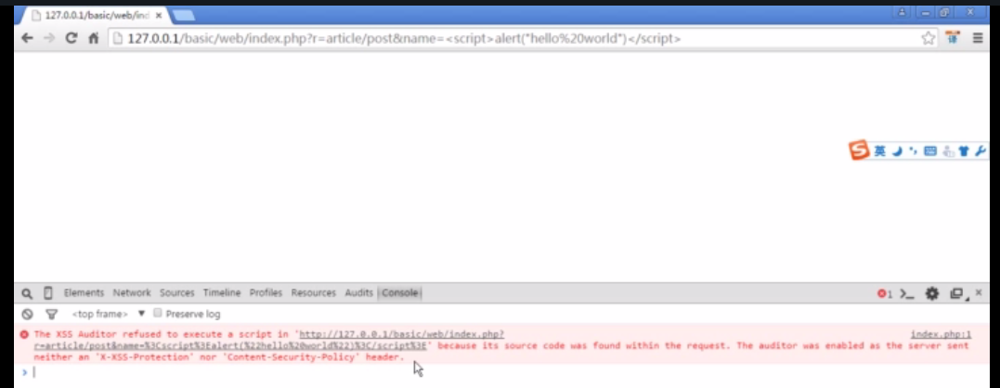 127.0.0.1/basic/web/ind
127.0.0.1/basic/web/index.php?r=article/post&name=<script>alert("hello%20world")</script>
译
英
Elements Network Sources Timeline Profiles Resources Audits Console
1
<top frame> Preserve log
The XSS Auditor refused to execute a script in 'http://127.0.0.1/basic/web/index.php? index.php:1
r=article/post&name=%3Cscript%3Ealert(%22hello%20world%22)%3C/script%3E' because its source code was found within the request. The auditor was enabled as the server sent
neither an 'X-XSS-Protection' nor 'Content-Security-Policy' header.